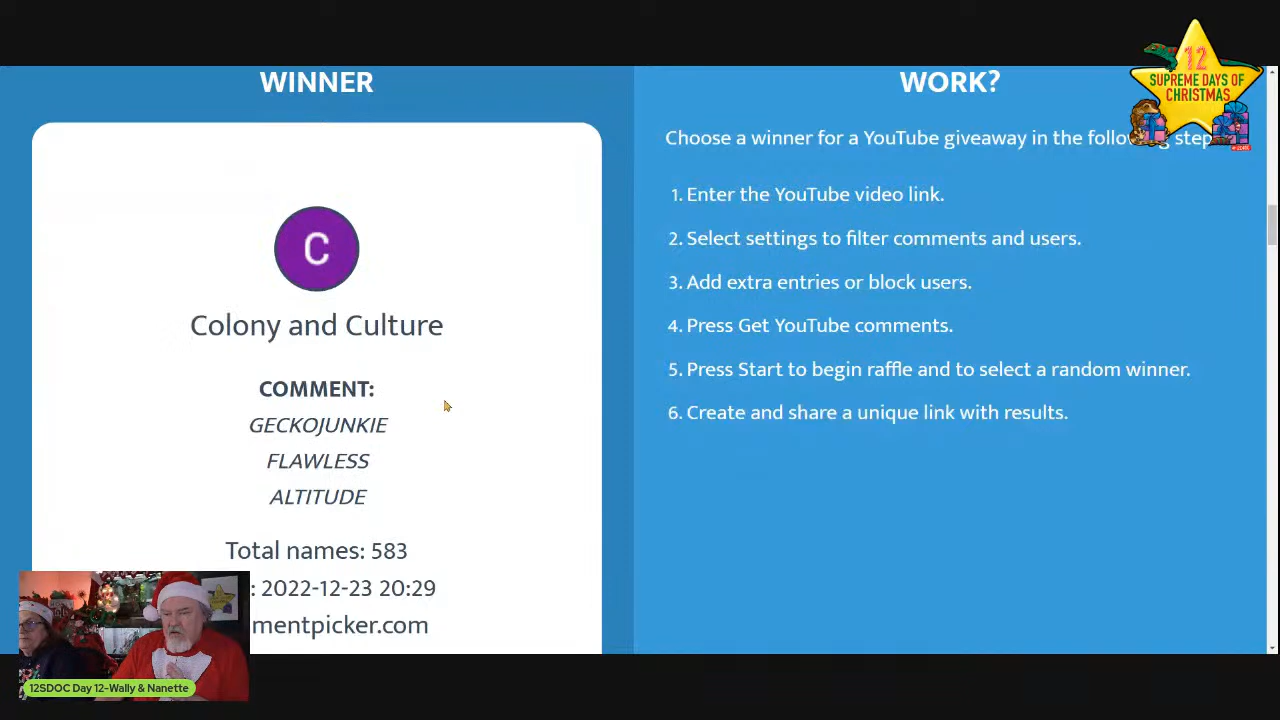 WINNER
C
Colony and Culture
COMMENT:
GECKOJUNKIE
FLAWLESS
ALTITUDE
Total names: 583
: 2022-12-23 20:29
mentpicker.com
WORK?
Choose a winner for a YouTube giveaway in the following step
1. Enter the YouTube video link.
2. Select settings to filter comments and users.
3. Add extra entries or block users.
4. Press Get YouTube comments.
5. Press Start to begin raffle and to select a random winner.
6. Create and share a unique link with results.
12
SUPREME DAYS OF
CHRISTMAS
12SDOC Day 12-Wally & Nanette